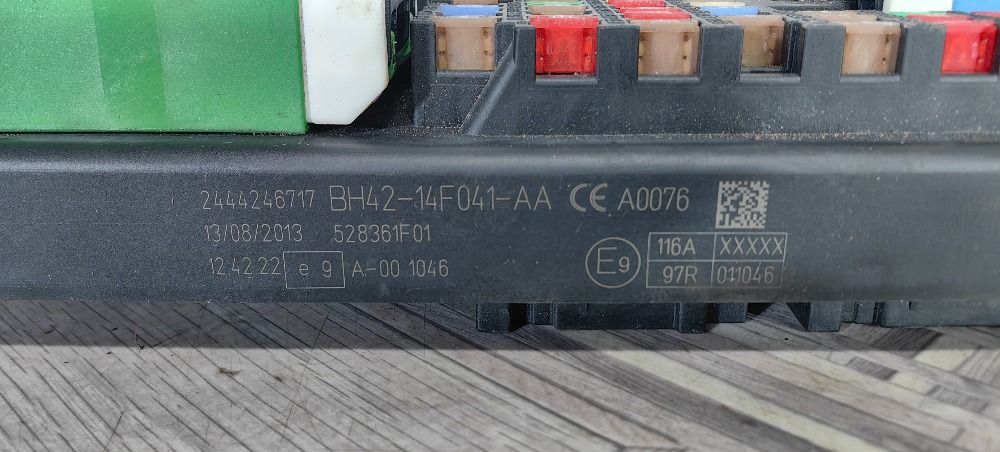 2444246717 BH42-14F041-AA CE A0076
13/08/2013 528361F01
12:42:22 e 9 A-00 1046
E9
116A XXXXX
97R 011046